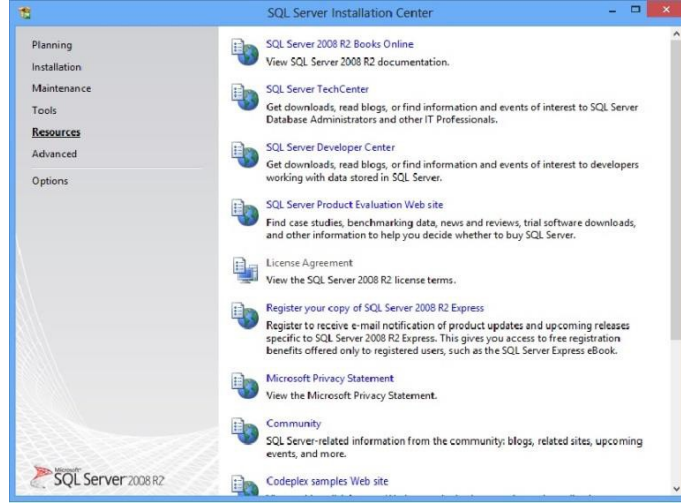 SQL Server Installation Center
Planning
Installation
Maintenance
Tools
Resources
Advanced
Options
SQL Server 2008 R2 Books Online
View SQL Server 2008 R2 documentation.
SQL Server TechCenter
Get downloads, read blogs, or find information and events of interest to SQL Server
Database Administrators and other IT Professionals.
SQL Server Developer Center
Get downloads, read blogs, or find information and events of interest to developers
working with data stored in SQL Server.
SQL Server Product Evaluation Web site
Find case studies, benchmarking data, news and reviews, trial software downloads,
and other information to help you decide whether to buy SQL Server.
License Agreement
View the SQL Server 2008 R2 license terms.
Register your copy of SQL Server 2008 R2 Express
Register to receive e-mail notification of product updates and upcoming releases
specific to SQL Server 2008 R2 Express. This gives you access to free registration
benefits offered only to registered users, such as the SQL Server Express eBook.
Microsoft Privacy Statement
View the Microsoft Privacy Statement.
Community
SQL Server-related information from the community: blogs, related sites, upcoming
events, and more.
Codeplex samples Web site
Microsoft
SQL Server 2008 R2